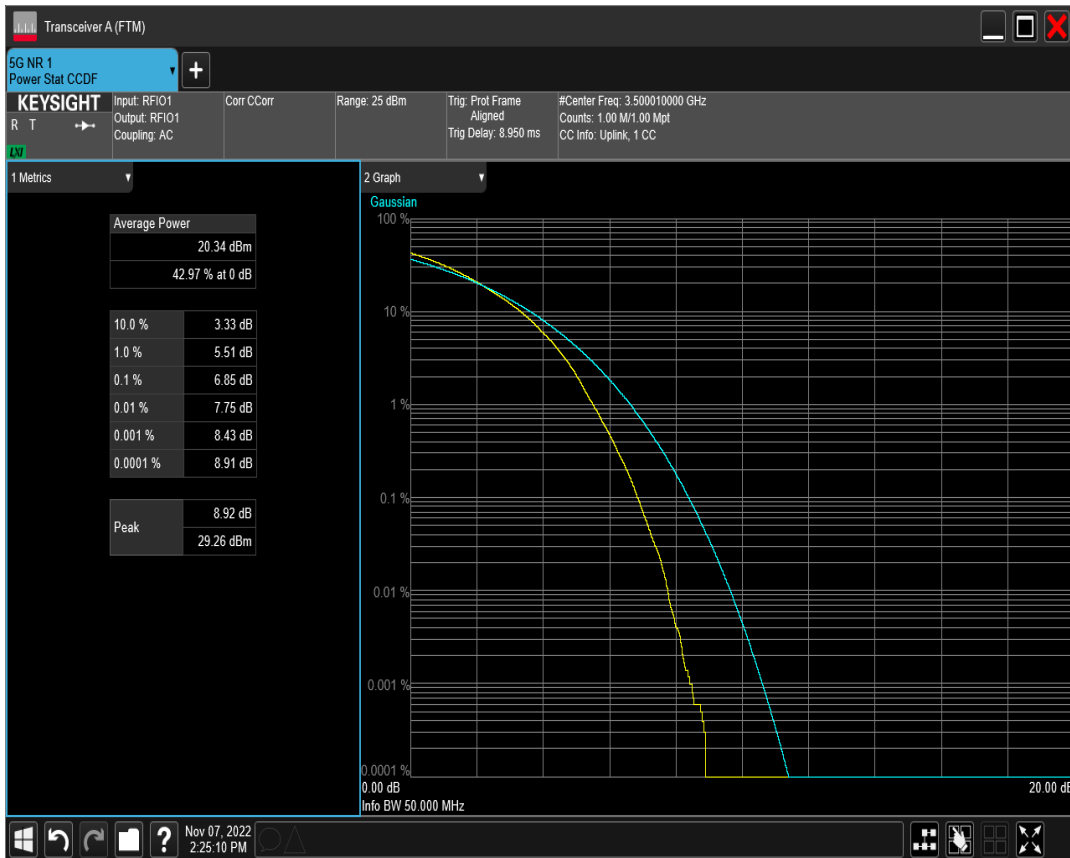 Transceiver A (FTM)
5G NR 1
Power Stat CCDF
+
KEYSIGHT
R T
LXI
Input: RFIO1
Output: RFIO1
Coupling: AC
Corr CCorr
Range: 25 dBm
Trig: Prot Frame
Aligned
Trig Delay: 8.950 ms
#Center Freq: 3.500010000 GHz
Counts: 1.00 M/1.00 Mpt
CC Info: Uplink, 1 CC
1 Metrics
Average Power
20.34 dBm
42.97 % at 0 dB
10.0 % 3.33 dB
1.0 % 5.51 dB
0.1 % 6.85 dB
0.01 % 7.75 dB
0.001 % 8.43 dB
0.0001 % 8.91 dB
Peak
8.92 dB
29.26 dBm
2 Graph
Gaussian
100 %
10 %
1 %
0.1 %
0.01 %
0.001 %
0.0001 %
0.00 dB 20.00 dB
Info BW 50.000 MHz
?
Nov 07, 2022
2:25:10 PM